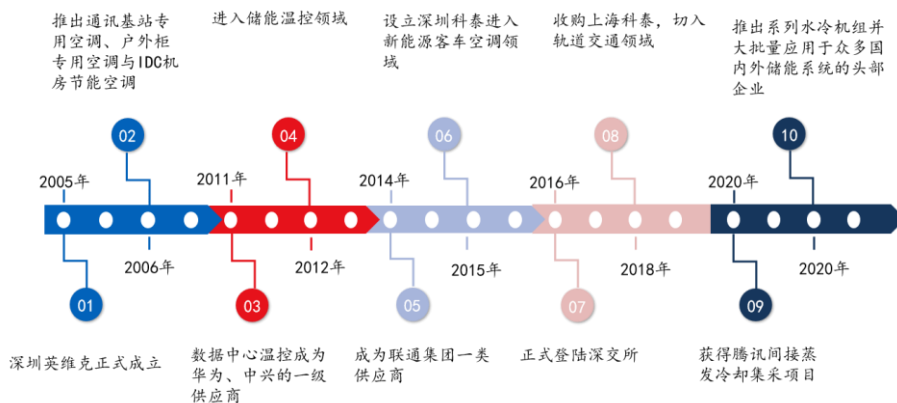 推出通讯基站专
用空调、户外柜
专用空调与IDC机
房节能空调
进入储能温控领域
设立深圳科泰进入
新能源客车空调领
域
收购上海科泰，切入
轨道交通领域
推出系列水冷机组并
大批量应用于众多国
内外储能系统的头部
企业
02
04
06
08
10
2005年
2011年
2014年
2016年
2020年
2006年
2012年
2015年
2018年
2020年
01
03
05
07
09
深圳英维克正式成立
数据中心温控成为
华为、中兴的一级
供应商
成为联通集团一类
供应商
正式登陆深交所
获得腾讯间接蒸
发冷却集采项目